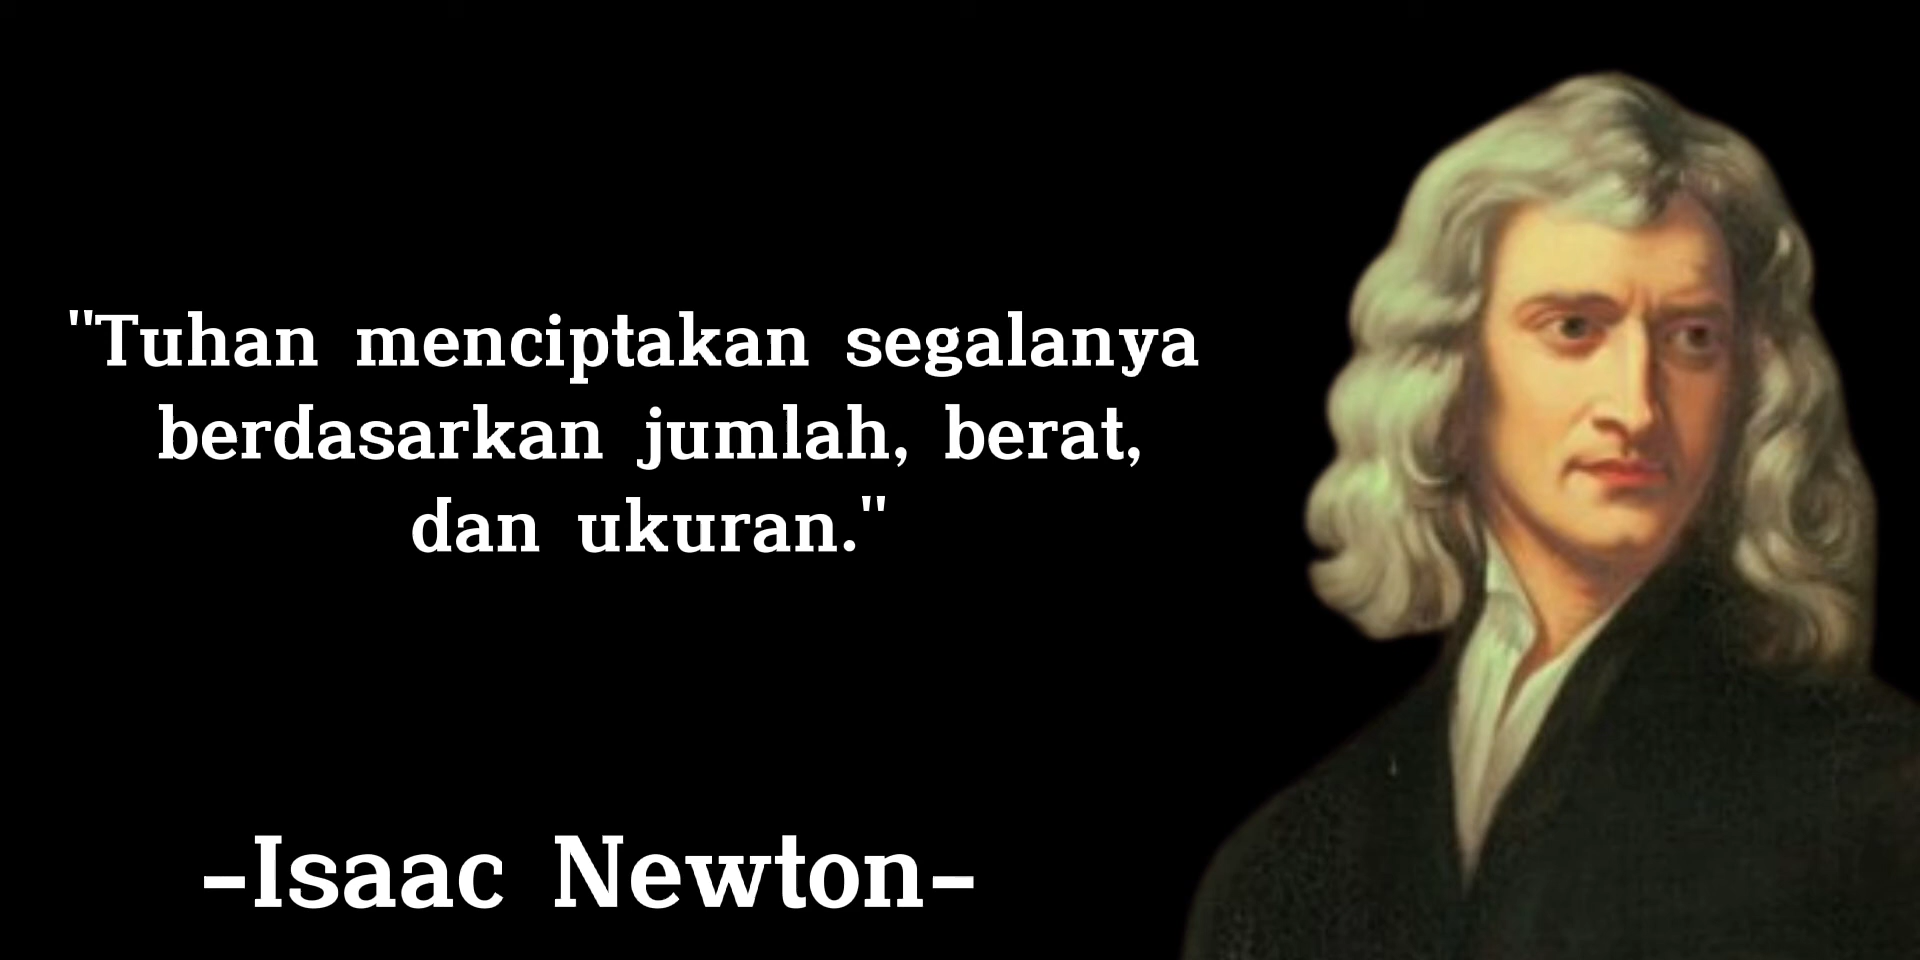 "Tuhan menciptakan segalanya
berdasarkan jumlah, berat,
dan ukuran."
-Isaac Newton-